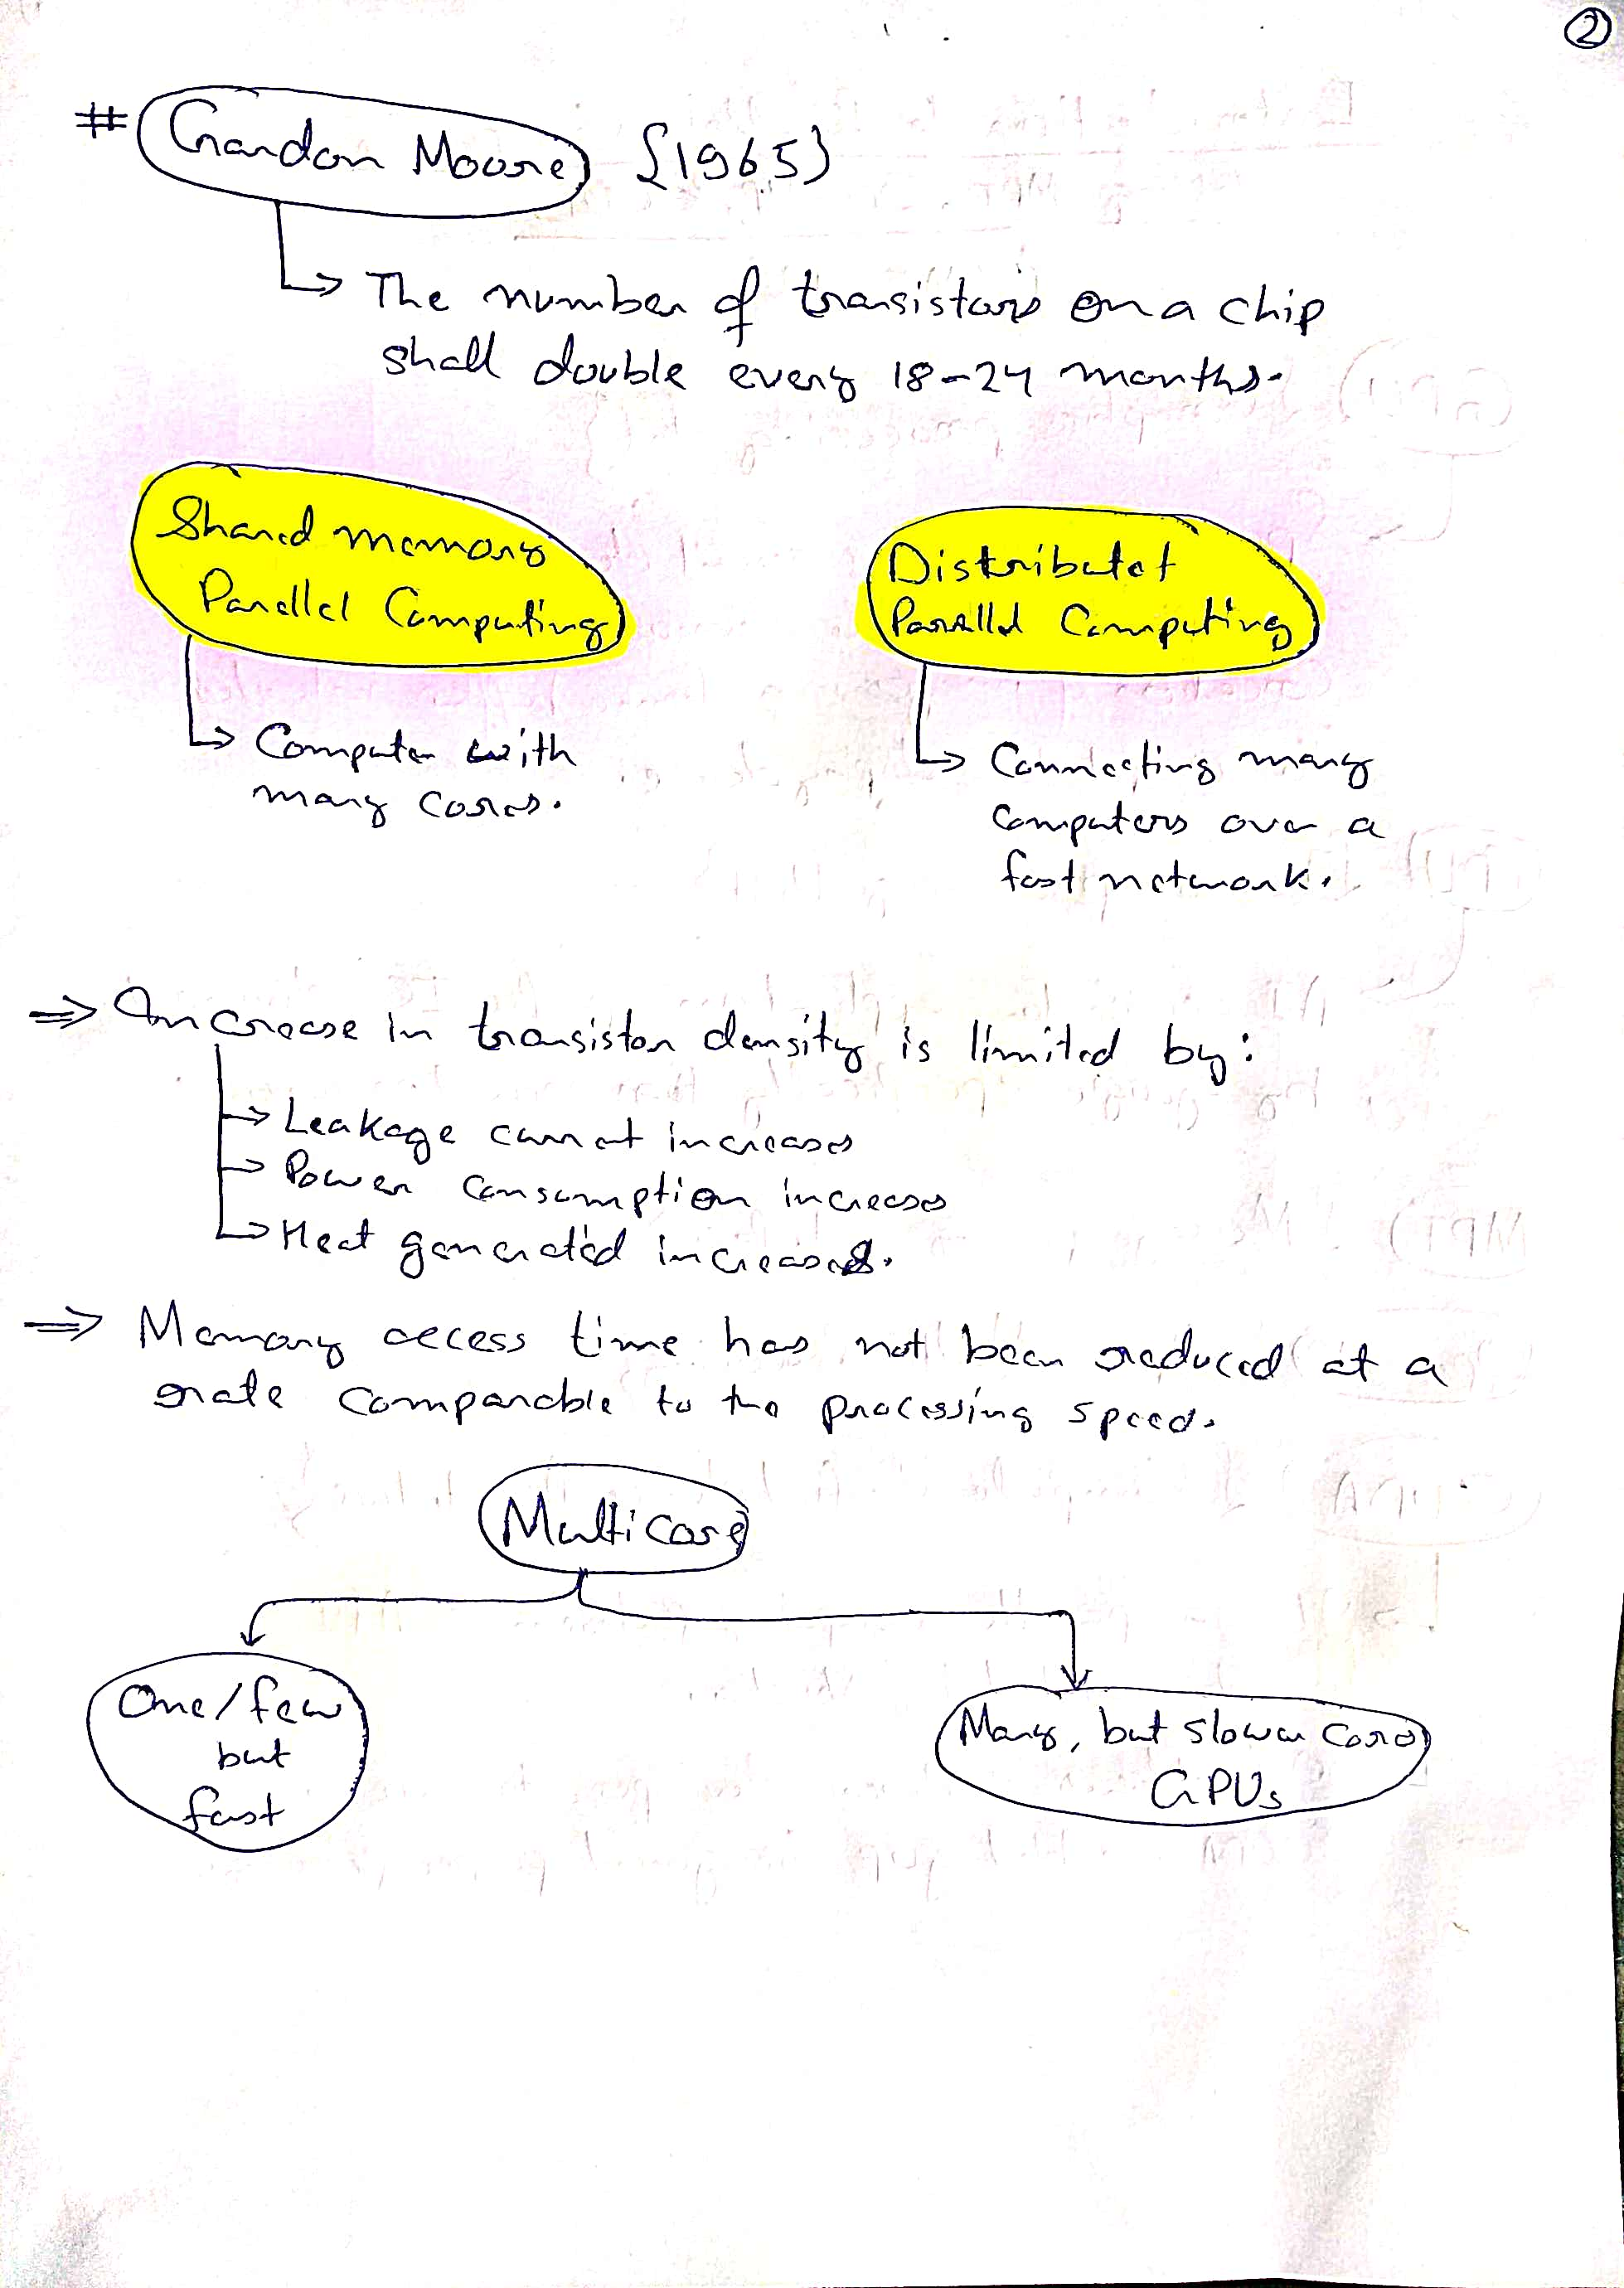 2
# Gordon Moore {1965}
The number of transistors on a chip
shall double every 18-24 months.
Shared memory
Parallel Computing
Distributet
Parallel Computing
Computer with
many cores.
Connecting many
computers over a
fast network.
⇒ Increase in transistor density is limited by:
Leakage current increases
Power consumption increases
Heat generated increases.
⇒ Memory access time has not been reduced at a
rate comparable to the processing speed.
Multicore
One/few
but
fast
Many, but slower cores
GPUs